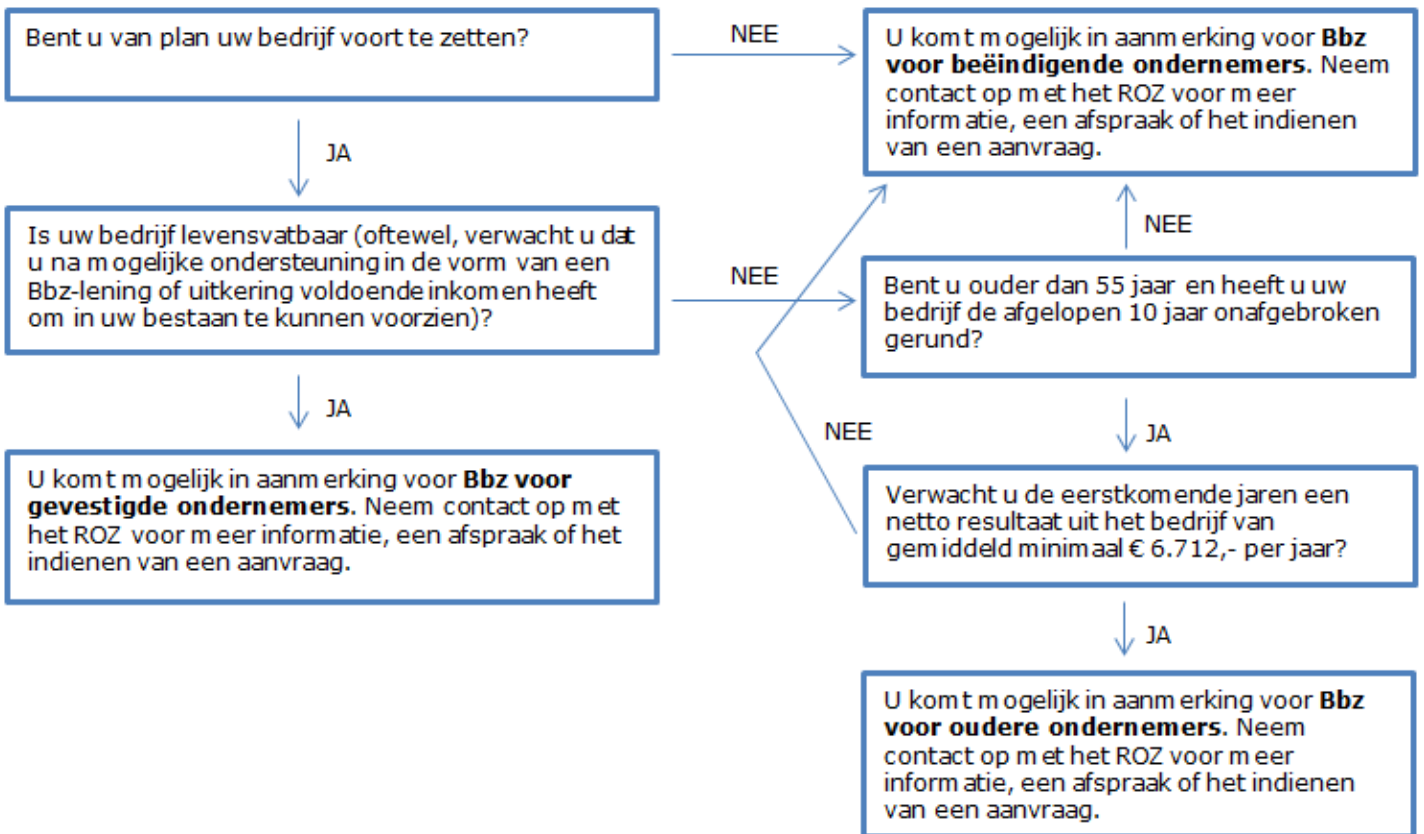 Bent u van plan uw bedrijf voort te zetten?
NEE
U komt mogelijk in aanmerking voor Bbz
voor beëindigende ondernemers. Neem
contact op met het ROZ voor meer
informatie, een afspraak of het indienen
van een aanvraag.
JA
NEE
Is uw bedrijf levensvatbaar (oftewel, verwacht u dat
u na mogelijke ondersteuning in de vorm van een
Bbz-lening of uitkering voldoende inkomen heeft
om in uw bestaan te kunnen voorzien)?
NEE
Bent u ouder dan 55 jaar en heeft u uw
bedrijf de afgelopen 10 jaar onafgebroken
gerund?
JA
NEE
JA
U komt mogelijk in aanmerking voor Bbz voor
gevestigde ondernemers. Neem contact op met
het ROZ voor meer informatie, een afspraak of het
indienen van een aanvraag.
Verwacht u de eerstkomende jaren een
netto resultaat uit het bedrijf van
gemiddeld minimaal € 6.712,- per jaar?
JA
U komt mogelijk in aanmerking voor Bbz
voor oudere ondernemers. Neem
contact op met het ROZ voor meer
informatie, een afspraak of het indienen
van een aanvraag.